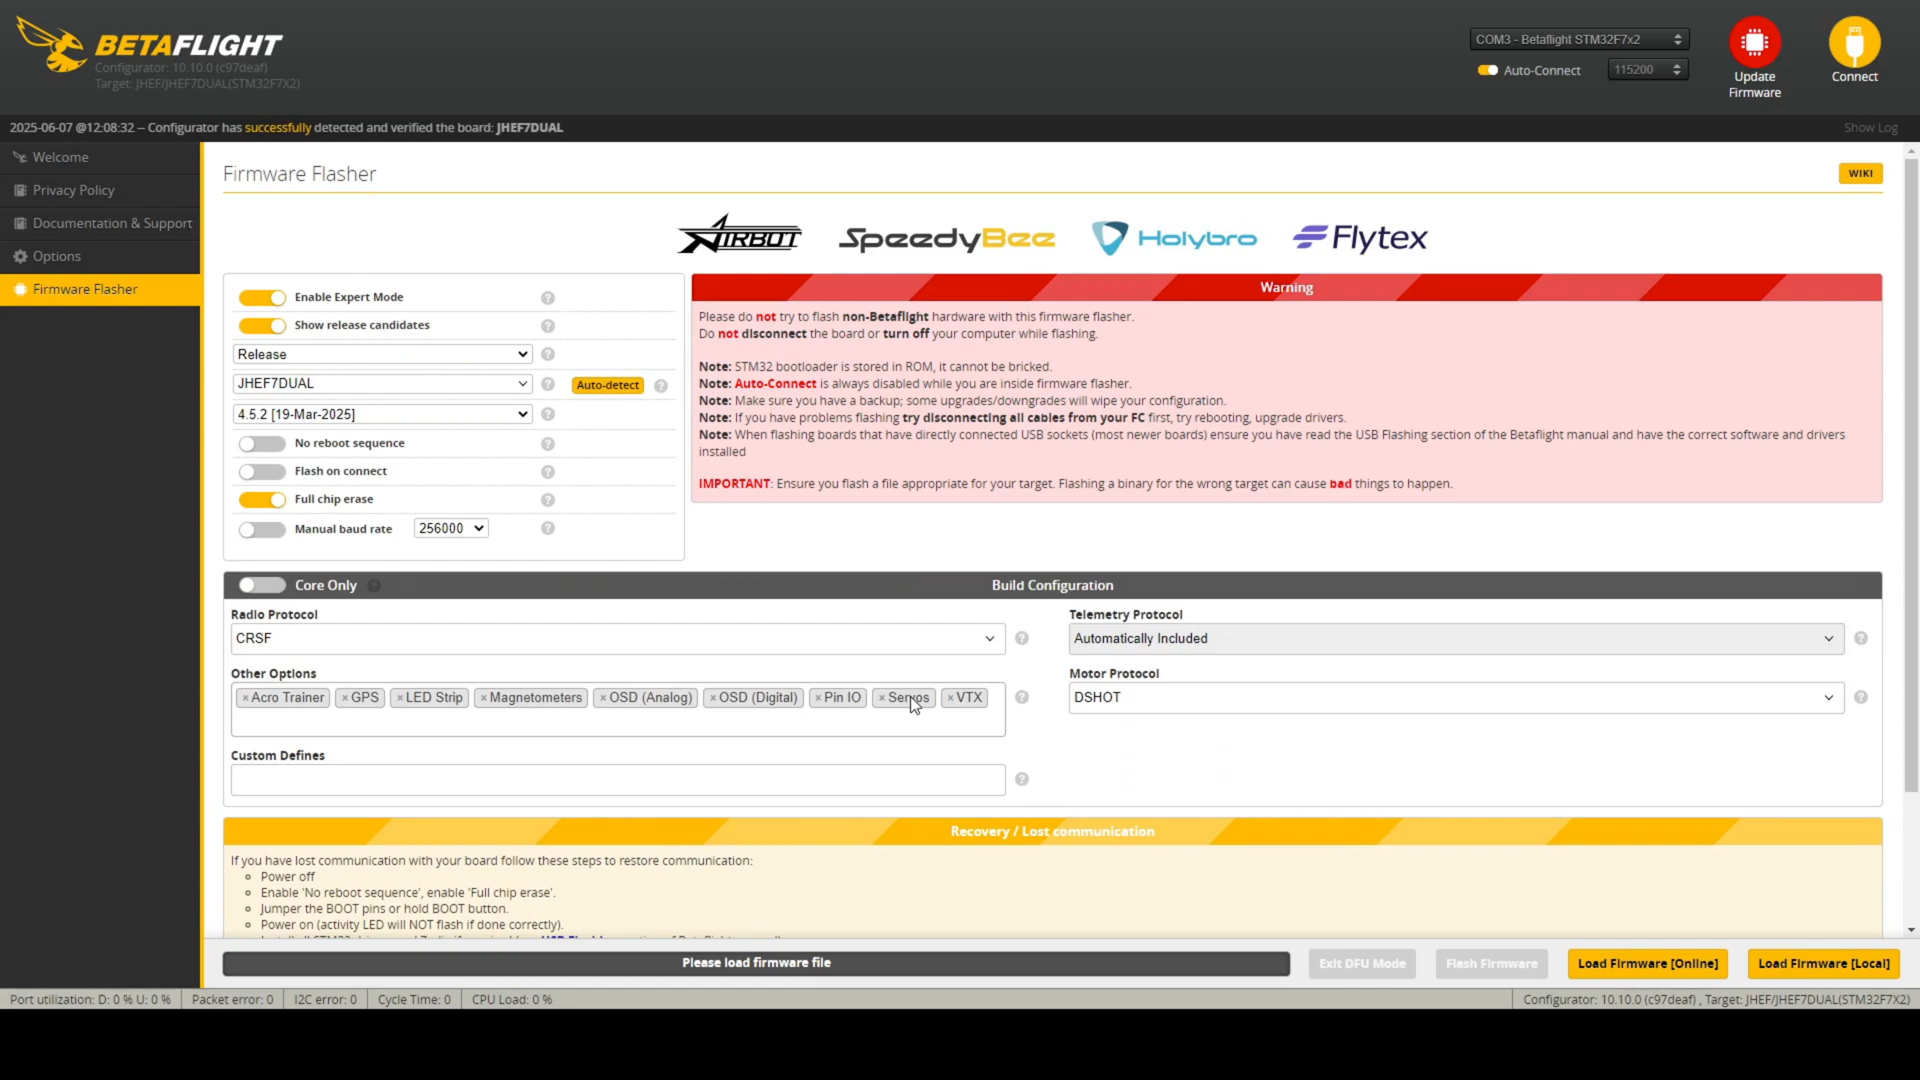 BETAFLIGHT
Configurator: 10.10.0 (c97deaf)
Target: JHEF/JHEF7DUAL(STM32F7X2)
COM3 - Betaflight STM32F7x2
Auto-Connect
115200
Update
Firmware
Connect
2025-06-07 @12:08:32 -- Configurator has successfully detected and verified the board: JHEF7DUAL
Show Log
Welcome
Privacy Policy
Documentation & Support
Options
Firmware Flasher
Firmware Flasher
WIKI
AIRBOT
SpeedyBee
Holybro
Flytex
Enable Expert Mode
Show release candidates
Release
JHEF7DUAL
Auto-detect
4.5.2 [19-Mar-2025]
No reboot sequence
Flash on connect
Full chip erase
Manual baud rate
256000
Warning
Please do not try to flash non-Betaflight hardware with this firmware flasher.
Do not disconnect the board or turn off your computer while flashing.
Note: STM32 bootloader is stored in ROM, it cannot be bricked.
Note: Auto-Connect is always disabled while you are inside firmware flasher.
Note: Make sure you have a backup; some upgrades/downgrades will wipe your configuration.
Note: If you have problems flashing try disconnecting all cables from your FC first, try rebooting, upgrade drivers.
Note: When flashing boards that have directly connected USB sockets (most newer boards) ensure you have read the USB Flashing section of the Betaflight manual and have the correct software and drivers
installed
IMPORTANT: Ensure you flash a file appropriate for your target. Flashing a binary for the wrong target can cause bad things to happen.
Core Only
Build Configuration
Radio Protocol
CRSF
Telemetry Protocol
Automatically Included
Other Options
× Acro Trainer × GPS × LED Strip × Magnetometers × OSD (Analog) × OSD (Digital) × Pin IO × Servos × VTX
Motor Protocol
DSHOT
Custom Defines
Recovery / Lost communication
If you have lost communication with your board follow these steps to restore communication:
Power off
Enable 'No reboot sequence', enable 'Full chip erase'.
Jumper the BOOT pins or hold BOOT button.
Power on (activity LED will NOT flash if done correctly).
Please load firmware file
Exit DFU Mode
Flash Firmware
Load Firmware [Online]
Load Firmware [Local]
Port utilization: D: 0 % U: 0 %
Packet error: 0
I2C error: 0
Cycle Time: 0
CPU Load: 0 %
Configurator: 10.10.0 (c97deaf) , Target: JHEF/JHEF7DUAL(STM32F7X2)